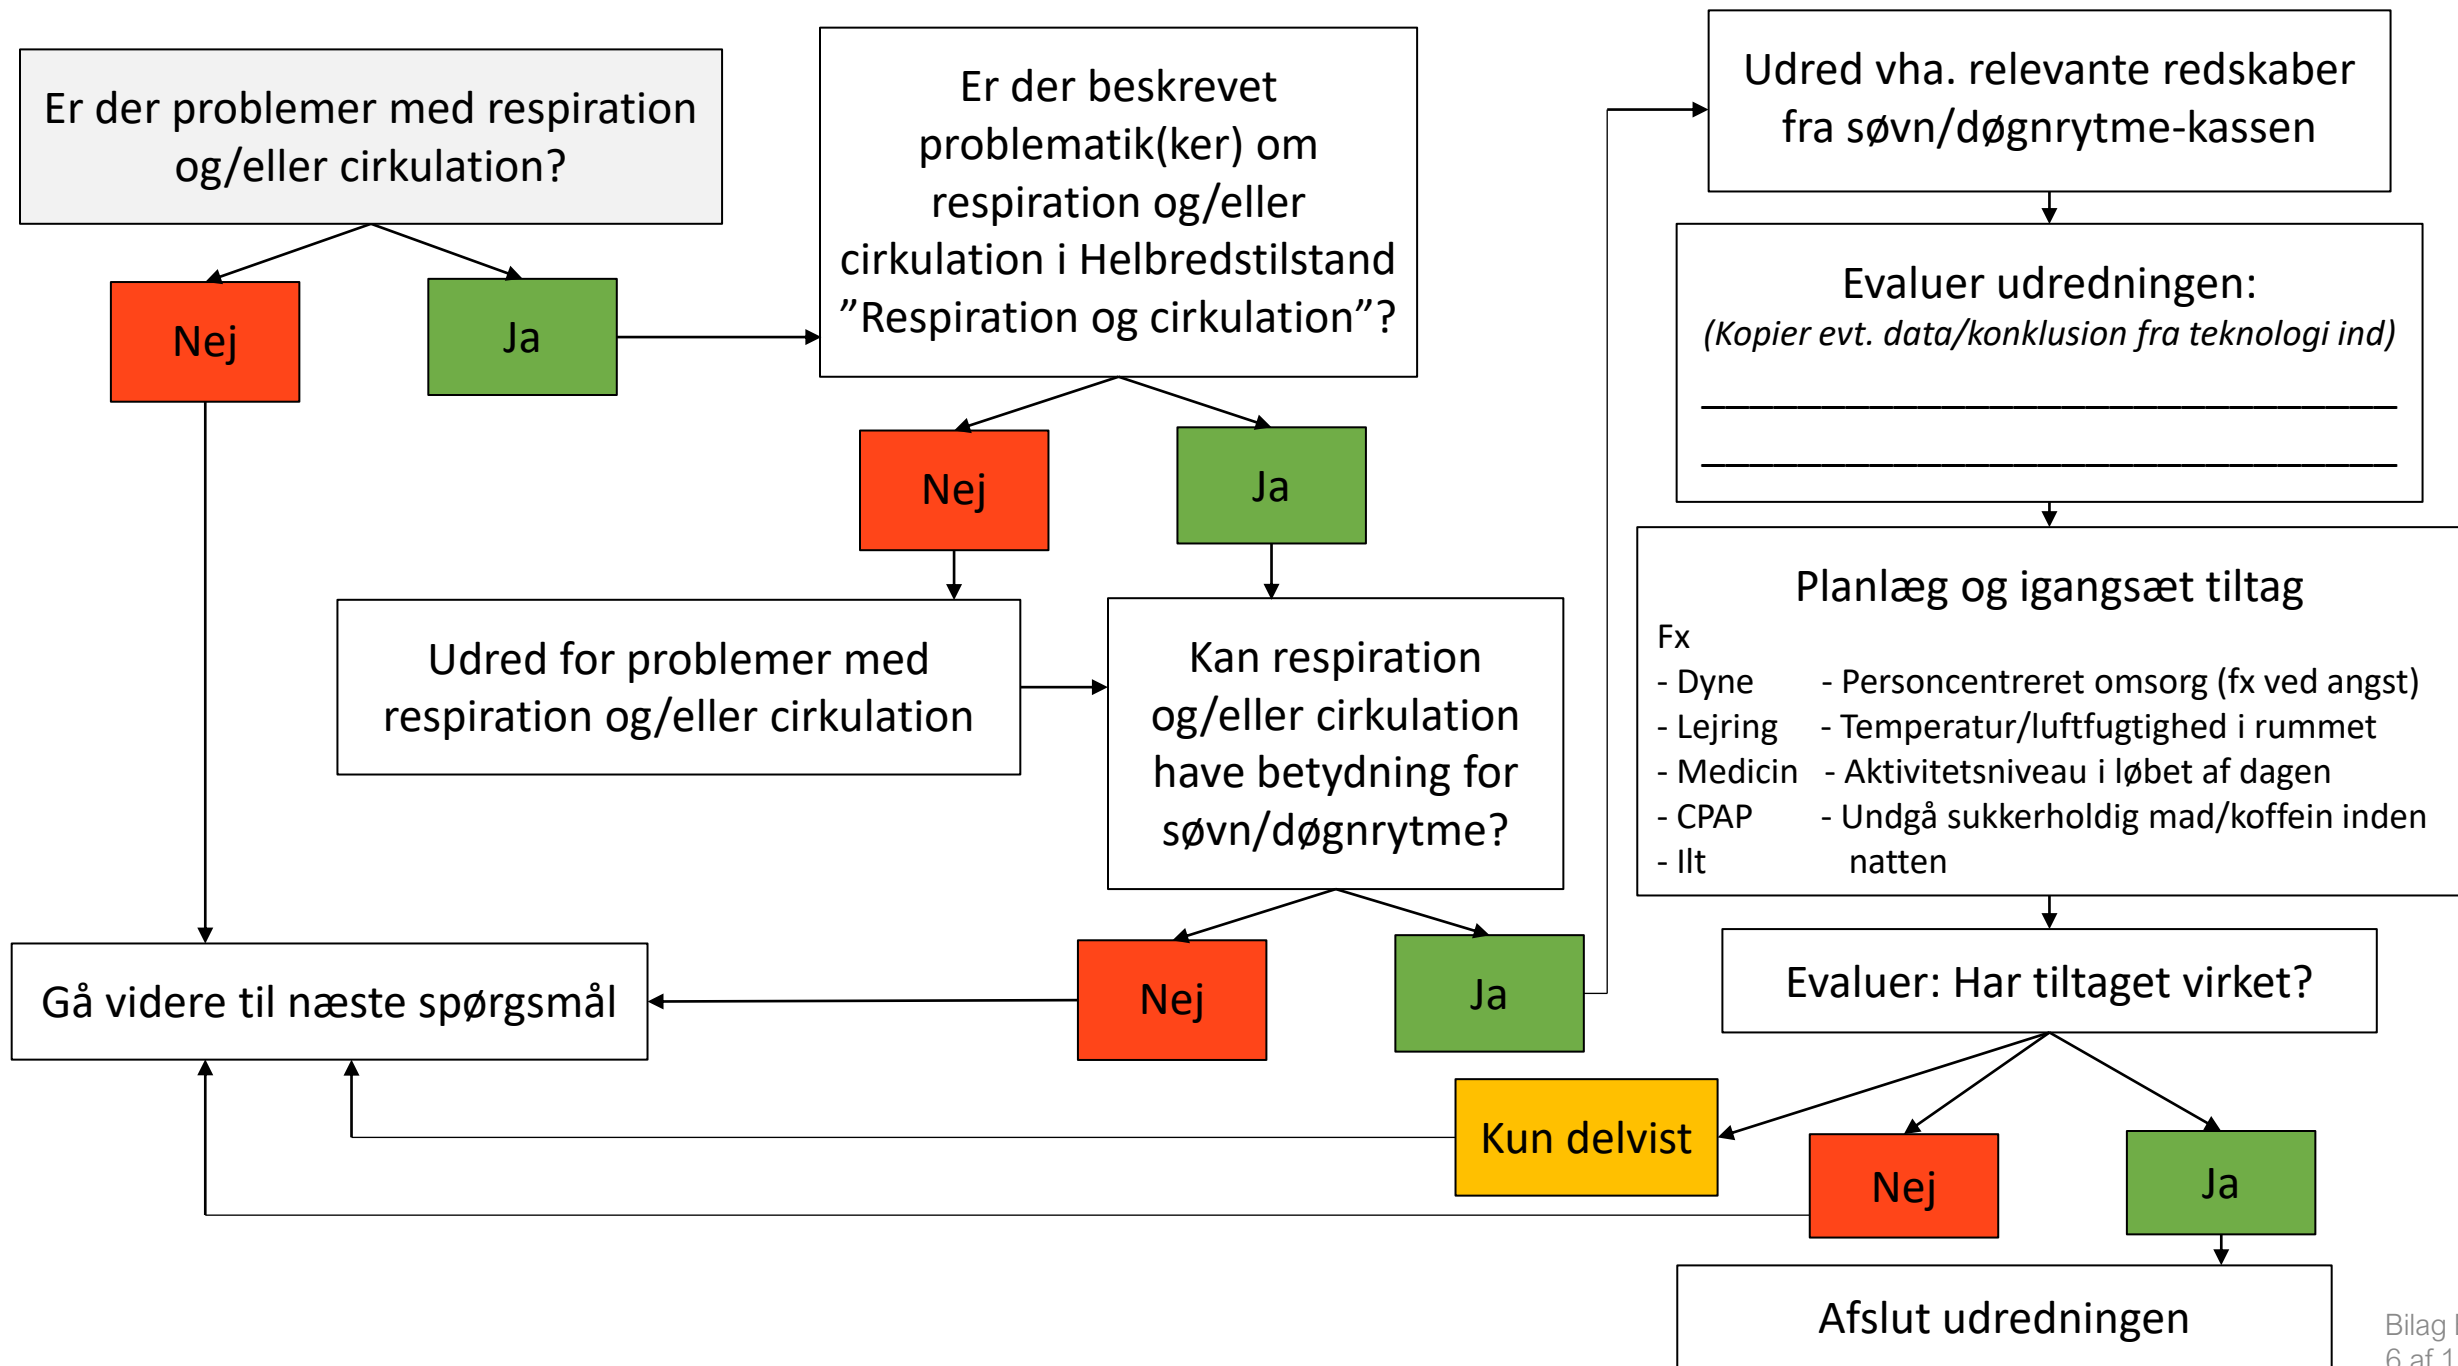 Er der problemer med respiration
og/eller cirkulation?
Nej
Ja
Er der beskrevet
problematik(ker) om
respiration og/eller
cirkulation i Helbredstilstand
”Respiration og cirkulation”?
Nej
Ja
Udred for problemer med
respiration og/eller cirkulation
Kan respiration
og/eller cirkulation
have betydning for
søvn/døgnrytme?
Nej
Ja
Gå videre til næste spørgsmål
Udred vha. relevante redskaber
fra søvn/døgnrytme-kassen
Evaluer udredningen:
(Kopier evt. data/konklusion fra teknologi ind)
Planlæg og igangsæt tiltag
Fx
- Dyne - Personcentreret omsorg (fx ved angst)
- Lejring - Temperatur/luftfugtighed i rummet
- Medicin - Aktivitetsniveau i løbet af dagen
- CPAP - Undgå sukkerholdig mad/koffein inden
- Ilt natten
Evaluer: Har tiltaget virket?
Kun delvist
Nej
Ja
Afslut udredningen
Bilag
6 af 1